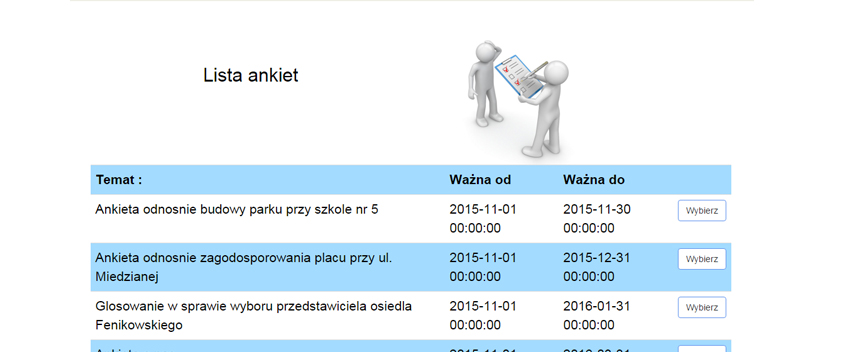 Lista ankiet
Temat : Ważna od Ważna do
Ankieta odnosnie budowy parku przy szkole nr 5 2015-11-01 2015-11-30 Wybierz
00:00:00 00:00:00
Ankieta odnosnie zagodosporowania placu przy ul. 2015-11-01 2015-12-31 Wybierz
Miedzianej 00:00:00 00:00:00
Glosowanie w sprawie wyboru przedstawiciela osiedla 2015-11-01 2016-01-31 Wybierz
Fenikowskiego 00:00:00 00:00:00